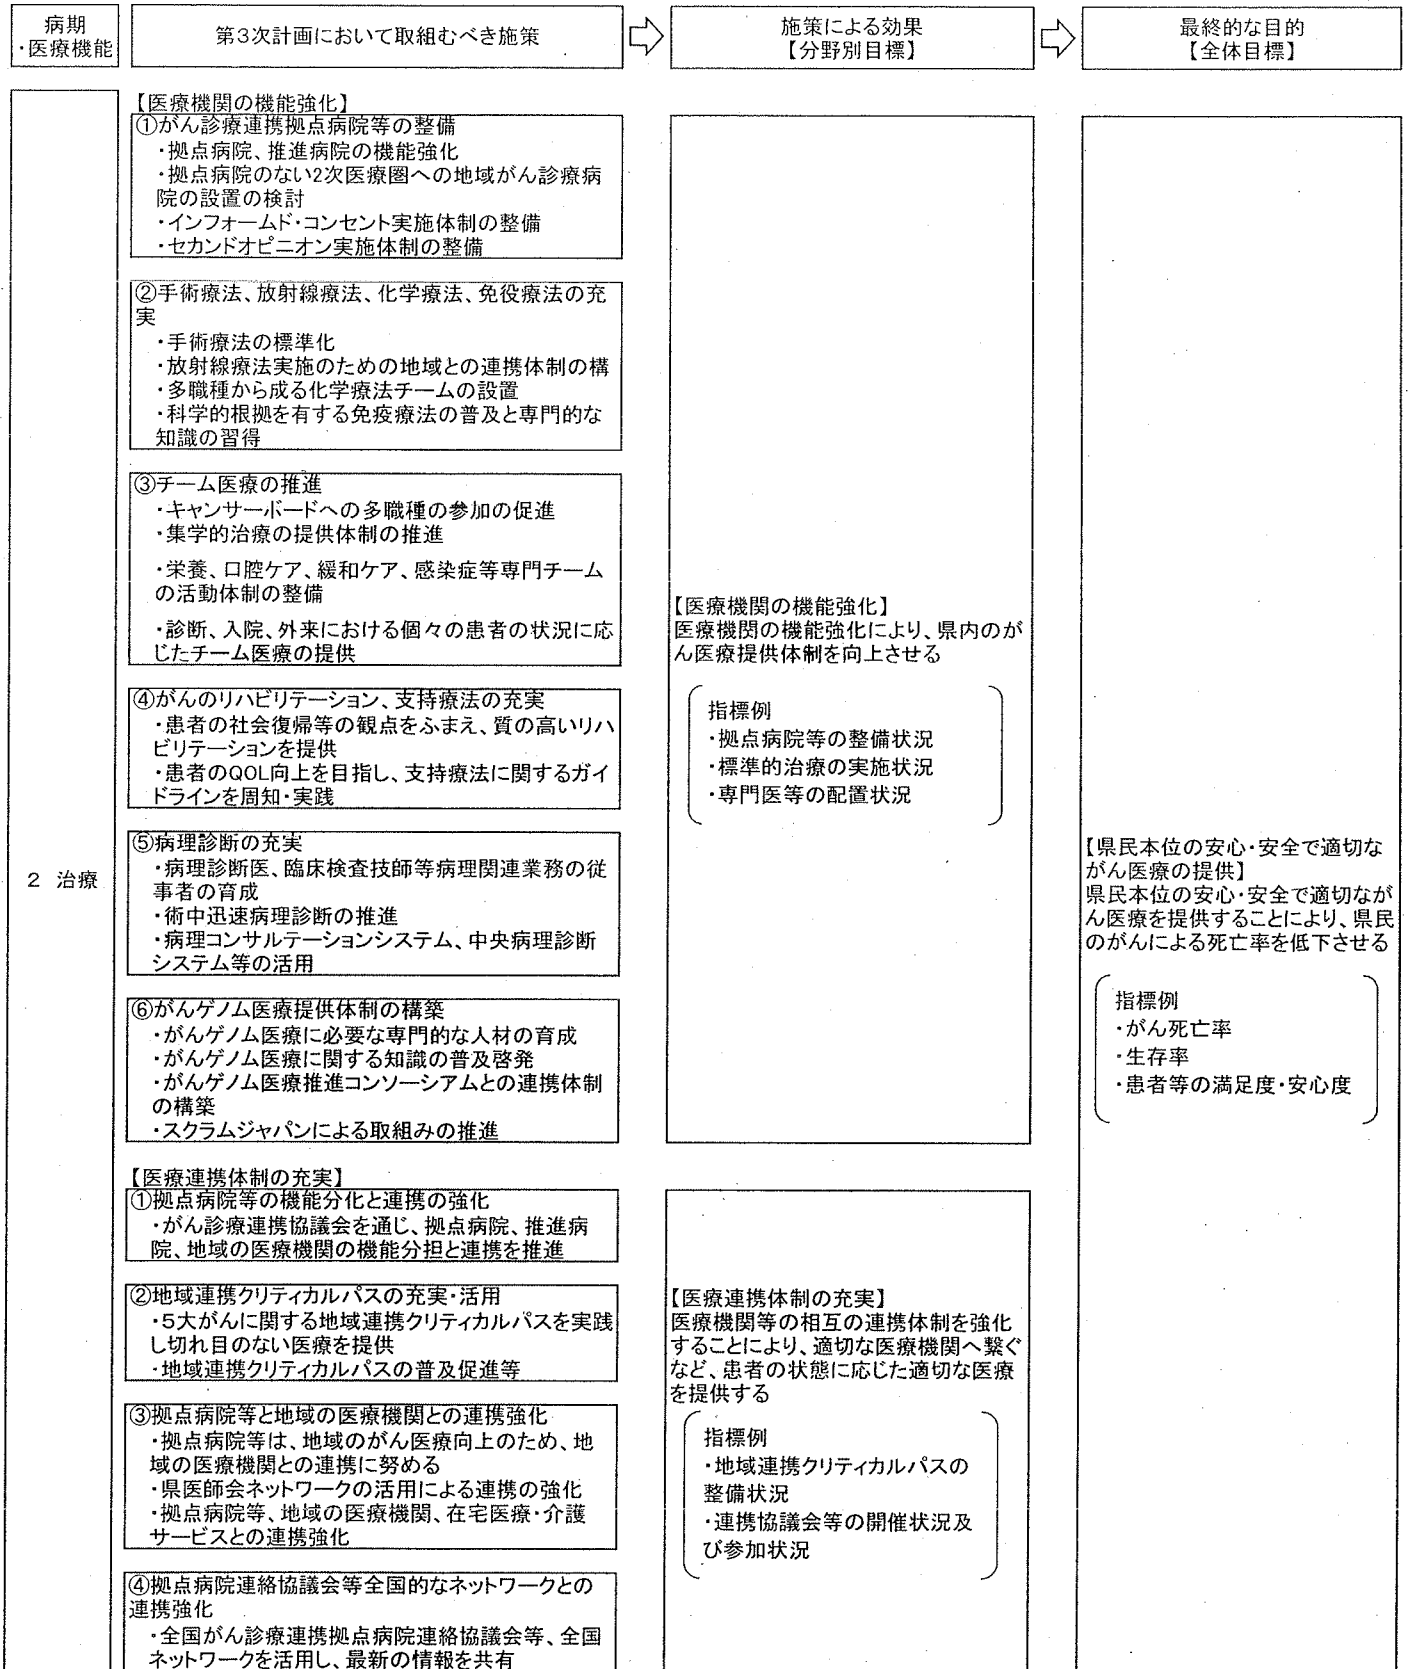 病期
・医療機能
第3次計画において取組むべき施策
施策による効果
【分野別目標】
最終的な目的
【全体目標】
2 治療
【医療機関の機能強化】
①がん診療連携拠点病院等の整備
・拠点病院、推進病院の機能強化
・拠点病院のない2次医療圏への地域がん診療病
院の設置の検討
・インフォームド・コンセント実施体制の整備
・セカンドオピニオン実施体制の整備
②手術療法、放射線療法、化学療法、免役療法の充
実
・手術療法の標準化
・放射線療法実施のための地域との連携体制の構
・多職種から成る化学療法チームの設置
・科学的根拠を有する免疫療法の普及と専門的な
知識の習得
③チーム医療の推進
・キャンサーボードへの多職種の参加の促進
・集学的治療の提供体制の推進
・栄養、口腔ケア、緩和ケア、感染症等専門チーム
の活動体制の整備
・診断、入院、外来における個々の患者の状況に応
じたチーム医療の提供
④がんのリハビリテーション、支持療法の充実
・患者の社会復帰等の観点をふまえ、質の高いリハ
ビリテーションを提供
・患者のQOL向上を目指し、支持療法に関するガイ
ドラインを周知・実践
⑤病理診断の充実
・病理診断医、臨床検査技師等病理関連業務の従
事者の育成
・術中迅速病理診断の推進
・病理コンサルテーションシステム、中央病理診断
システム等の活用
⑥がんゲノム医療提供体制の構築
・がんゲノム医療に必要な専門的な人材の育成
・がんゲノム医療に関する知識の普及啓発
・がんゲノム医療推進コンソーシアムとの連携体制
の構築
・スクラムジャパンによる取組みの推進
【医療連携体制の充実】
①拠点病院等の機能分化と連携の強化
・がん診療連携協議会を通じ、拠点病院、推進病
院、地域の医療機関の機能分担と連携を推進
②地域連携クリティカルパスの充実・活用
・5大がんに関する地域連携クリティカルパスを実践
し切れ目のない医療を提供
・地域連携クリティカルパスの普及促進等
③拠点病院等と地域の医療機関との連携強化
・拠点病院等は、地域のがん医療向上のため、地
域の医療機関との連携に努める
・県医師会ネットワークの活用による連携の強化
・拠点病院等、地域の医療機関、在宅医療・介護
サービスとの連携強化
④拠点病院連絡協議会等全国的なネットワークとの
連携強化
・全国がん診療連携拠点病院連絡協議会等、全国
ネットワークを活用し、最新の情報を共有
【医療機関の機能強化】
医療機関の機能強化により、県内のが
ん医療提供体制を向上させる
指標例
・拠点病院等の整備状況
・標準的治療の実施状況
・専門医等の配置状況
【医療連携体制の充実】
医療機関等の相互の連携体制を強化
することにより、適切な医療機関へ繋ぐ
など、患者の状態に応じた適切な医療
を提供する
指標例
・地域連携クリティカルパスの
整備状況
・連携協議会等の開催状況及
び参加状況
【県民本位の安心・安全で適切な
がん医療の提供】
県民本位の安心・安全で適切なが
ん医療を提供することにより、県民
のがんによる死亡率を低下させる
指標例
・がん死亡率
・生存率
・患者等の満足度・安心度